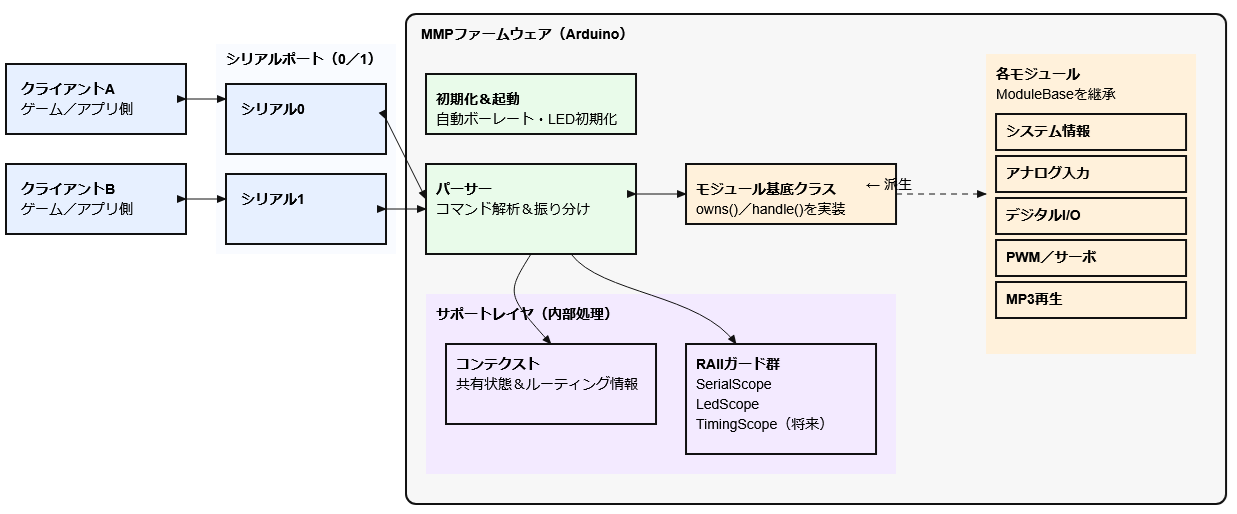 MMPファームウェア（Arduino）
シリアルポート（0／1）
クライアントA
ゲーム／アプリ側
クライアントB
ゲーム／アプリ側
シリアル0
シリアル1
初期化＆起動
自動ボーレート・LED初期化
パーサー
コマンド解析＆振り分け
モジュール基底クラス
owns()／handle()を実装
← 派生
各モジュール
ModuleBaseを継承
システム情報
アナログ入力
デジタルI/O
PWM／サーボ
MP3再生
サポートレイヤ（内部処理）
コンテクスト
共有状態＆ルーティング情報
RAIIガード群
SerialScope
LedScope
TimingScope（将来）